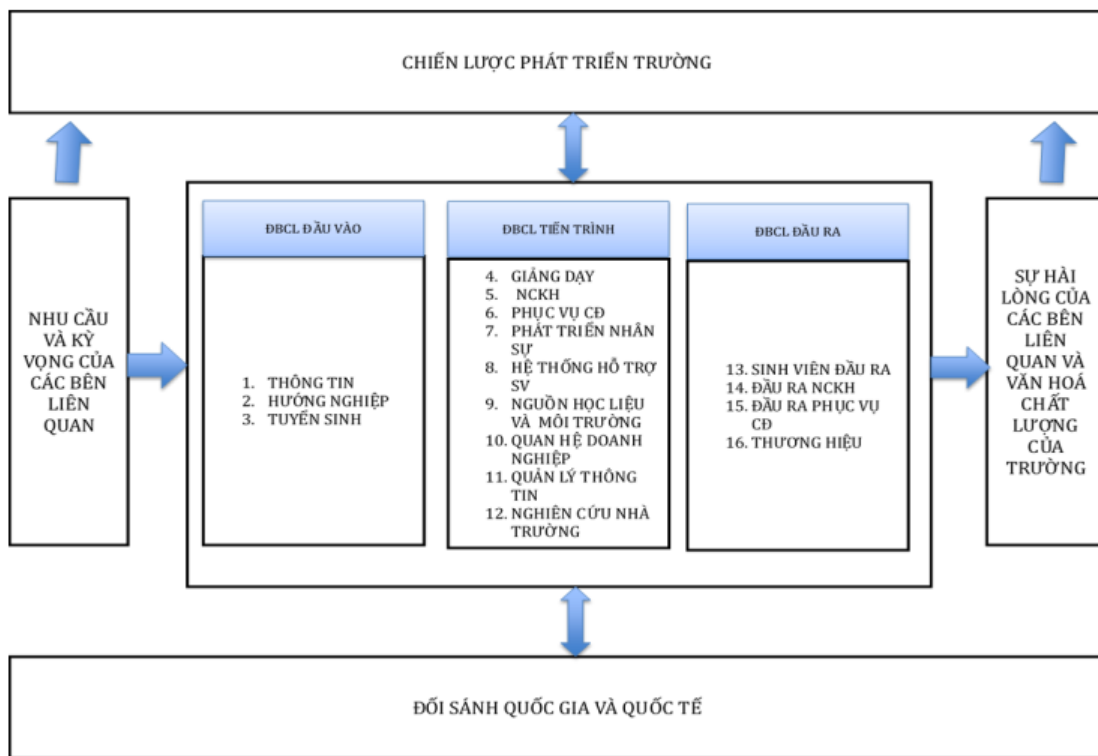 CHIẾN LƯỢC PHÁT TRIỂN TRƯỜNG
NHU CẦU
VÀ KỲ
VỌNG CỦA
CÁC BÊN
LIÊN
QUAN
ĐBCL ĐẦU VÀO
1. THÔNG TIN
2. HƯỚNG NGHIỆP
3. TUYỂN SINH
ĐBCL TIẾN TRÌNH
4. GIẢNG DẠY
5. NCKH
6. PHỤC VỤ CĐ
7. PHÁT TRIỂN NHÂN
SỰ
8. HỆ THỐNG HỖ TRỢ
SV
9. NGUỒN HỌC LIỆU
VÀ MÔI TRƯỜNG
10. QUAN HỆ DOANH
NGHIỆP
11. QUẢN LÝ THÔNG
TIN
12. NGHIÊN CỨU NHÀ
TRƯỜNG
ĐBCL ĐẦU RA
13. SINH VIÊN ĐẦU RA
14. ĐẦU RA NCKH
15. ĐẦU RA PHỤC VỤ
CĐ
16. THƯƠNG HIỆU
SỰ HÀI
LÒNG CỦA
CÁC BÊN
LIÊN
QUAN VÀ
VĂN HOÁ
CHẤT
LƯỢNG
CỦA
TRƯỜNG
ĐỐI SÁNH QUỐC GIA VÀ QUỐC TẾ